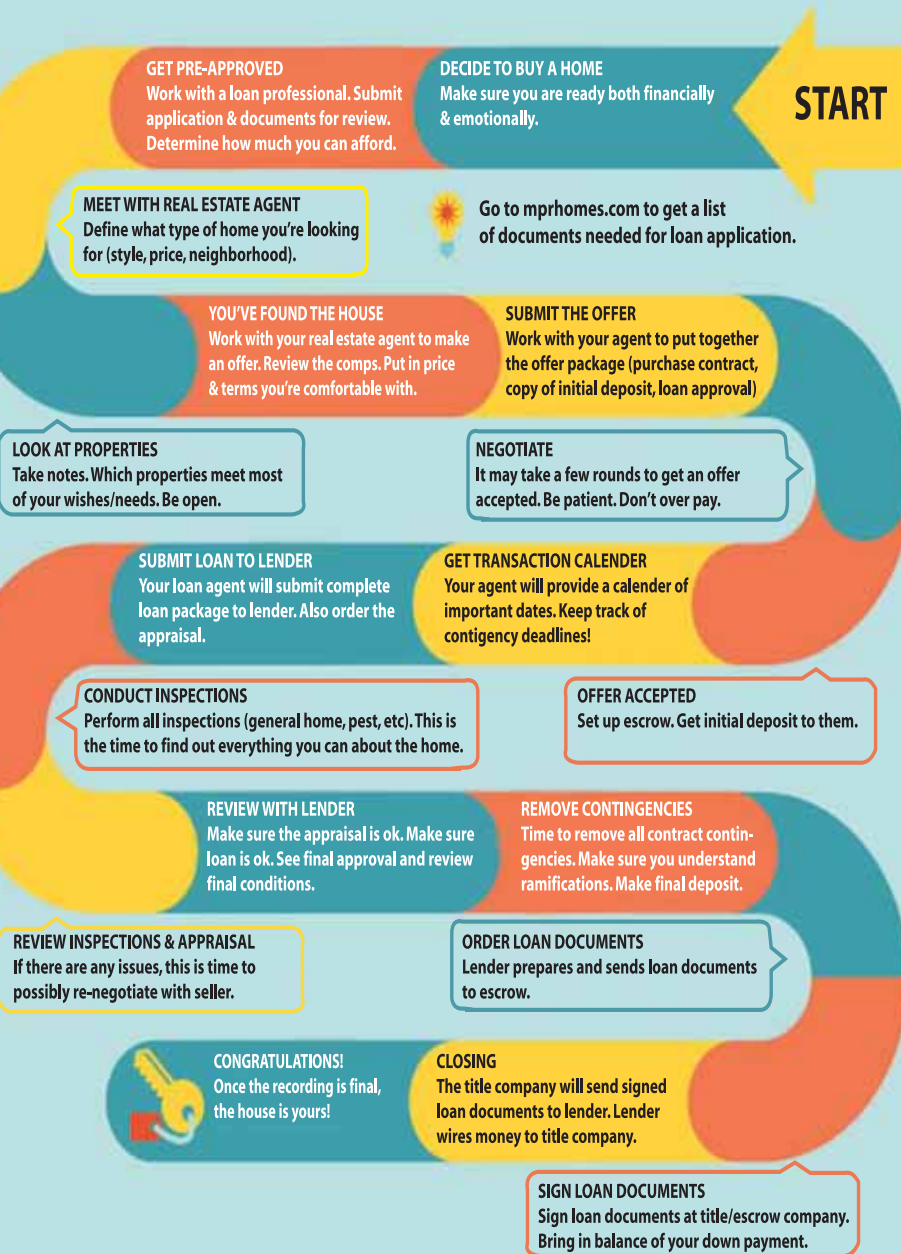 START
DECIDE TO BUY A HOME
Make sure you are ready both financially
& emotionally.
GET PRE-APPROVED
Work with a loan professional. Submit
application & documents for review.
Determine how much you can afford.
MEET WITH REAL ESTATE AGENT
Define what type of home you're looking
for (style, price, neighborhood).
Go to mprhomes.com to get a list
of documents needed for loan application.
LOOK AT PROPERTIES
Take notes. Which properties meet most
of your wishes/needs. Be open.
YOU'VE FOUND THE HOUSE
Work with your real estate agent to make
an offer. Review the comps. Put in price
& terms you're comfortable with.
SUBMIT THE OFFER
Work with your agent to put together
the offer package (purchase contract,
copy of initial deposit, loan approval)
NEGOTIATE
It may take a few rounds to get an offer
accepted. Be patient. Don't over pay.
OFFER ACCEPTED
Set up escrow. Get initial deposit to them.
GET TRANSACTION CALENDER
Your agent will provide a calender of
important dates. Keep track of
contigency deadlines!
SUBMIT LOAN TO LENDER
Your loan agent will submit complete
loan package to lender. Also order the
appraisal.
CONDUCT INSPECTIONS
Perform all inspections (general home, pest, etc). This is
the time to find out everything you can about the home.
REVIEW INSPECTIONS & APPRAISAL
If there are any issues, this is time to
possibly re-negotiate with seller.
REVIEW WITH LENDER
Make sure the appraisal is ok. Make sure
loan is ok. See final approval and review
final conditions.
REMOVE CONTINGENCIES
Time to remove all contract contin-
gencies. Make sure you understand
ramifications. Make final deposit.
ORDER LOAN DOCUMENTS
Lender prepares and sends loan documents
to escrow.
SIGN LOAN DOCUMENTS
Sign loan documents at title/escrow company.
Bring in balance of your down payment.
CLOSING
The title company will send signed
loan documents to lender. Lender
wires money to title company.
CONGRATULATIONS!
Once the recording is final,
the house is yours!